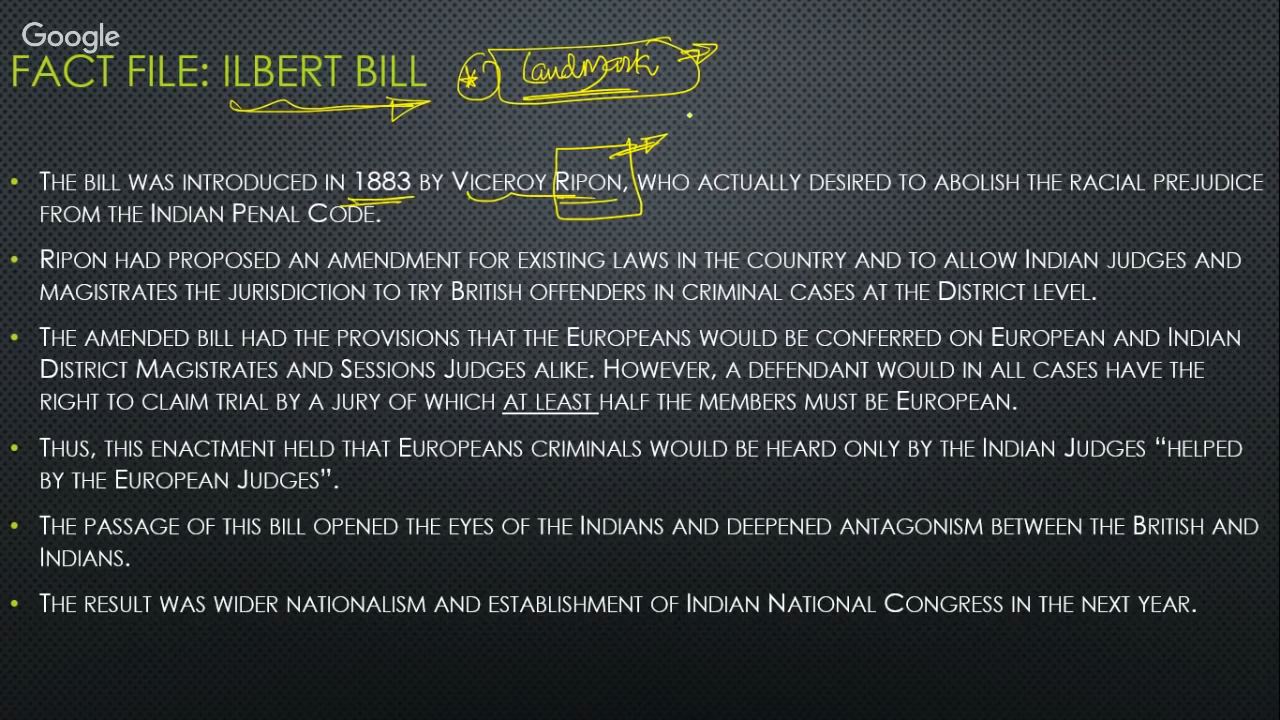 Google
FACT FILE: ILBERT BILL
Landmark
• THE BILL WAS INTRODUCED IN 1883 BY VICEROY RIPON, WHO ACTUALLY DESIRED TO ABOLISH THE RACIAL PREJUDICE
FROM THE INDIAN PENAL CODE.
• RIPON HAD PROPOSED AN AMENDMENT FOR EXISTING LAWS IN THE COUNTRY AND TO ALLOW INDIAN JUDGES AND
MAGISTRATES THE JURISDICTION TO TRY BRITISH OFFENDERS IN CRIMINAL CASES AT THE DISTRICT LEVEL.
• THE AMENDED BILL HAD THE PROVISIONS THAT THE EUROPEANS WOULD BE CONFERRED ON EUROPEAN AND INDIAN
DISTRICT MAGISTRATES AND SESSIONS JUDGES ALIKE. HOWEVER, A DEFENDANT WOULD IN ALL CASES HAVE THE
RIGHT TO CLAIM TRIAL BY A JURY OF WHICH AT LEAST HALF THE MEMBERS MUST BE EUROPEAN.
• THUS, THIS ENACTMENT HELD THAT EUROPEANS CRIMINALS WOULD BE HEARD ONLY BY THE INDIAN JUDGES “HELPED
BY THE EUROPEAN JUDGES”.
• THE PASSAGE OF THIS BILL OPENED THE EYES OF THE INDIANS AND DEEPENED ANTAGONISM BETWEEN THE BRITISH AND
INDIANS.
• THE RESULT WAS WIDER NATIONALISM AND ESTABLISHMENT OF INDIAN NATIONAL CONGRESS IN THE NEXT YEAR.